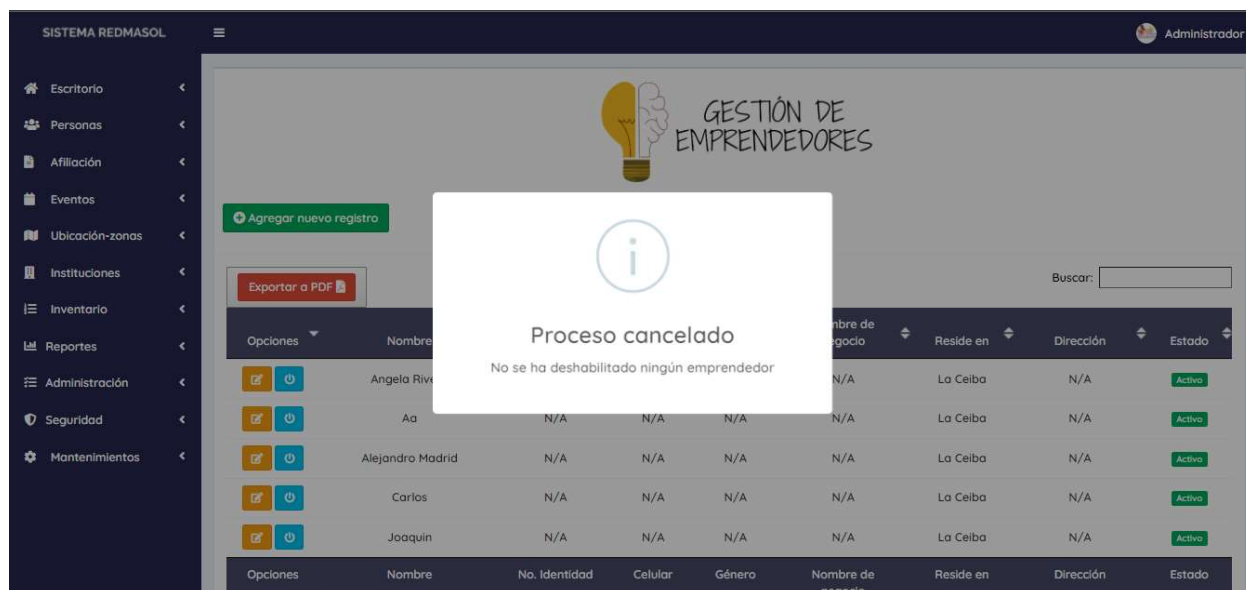 SISTEMA REDMASOL
Administrador
Escritorio
Personas
Afiliación
Eventos
Ubicación-zonas
Instituciones
Inventario
Reportes
Administración
Seguridad
Mantenimientos
GESTIÓN DE
EMPRENDEDORES
Agregar nuevo registro
Exportar a PDF
Buscar:
Proceso cancelado
No se ha deshabilitado ningún emprendedor
Opciones Nombre Reside en Dirección Estado
Angela N/A La Ceiba N/A Activo
Aa N/A N/A N/A N/A La Ceiba N/A Activo
Alejandro Madrid N/A N/A N/A N/A La Ceiba N/A Activo
Carlos N/A N/A N/A N/A La Ceiba N/A Activo
Joaquin N/A N/A N/A N/A La Ceiba N/A Activo
Opciones Nombre No. Identidad Celular Género Nombre de Reside en Dirección Estado